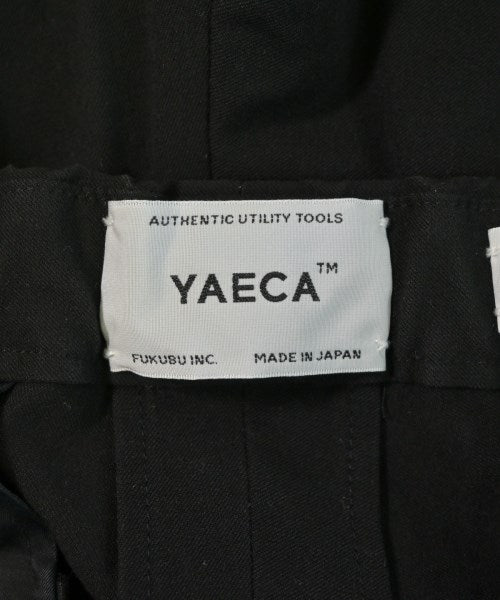 AUTHENTIC UTILITY TOOLS
YAECA™
FUKUBU INC. MADE IN JAPAN